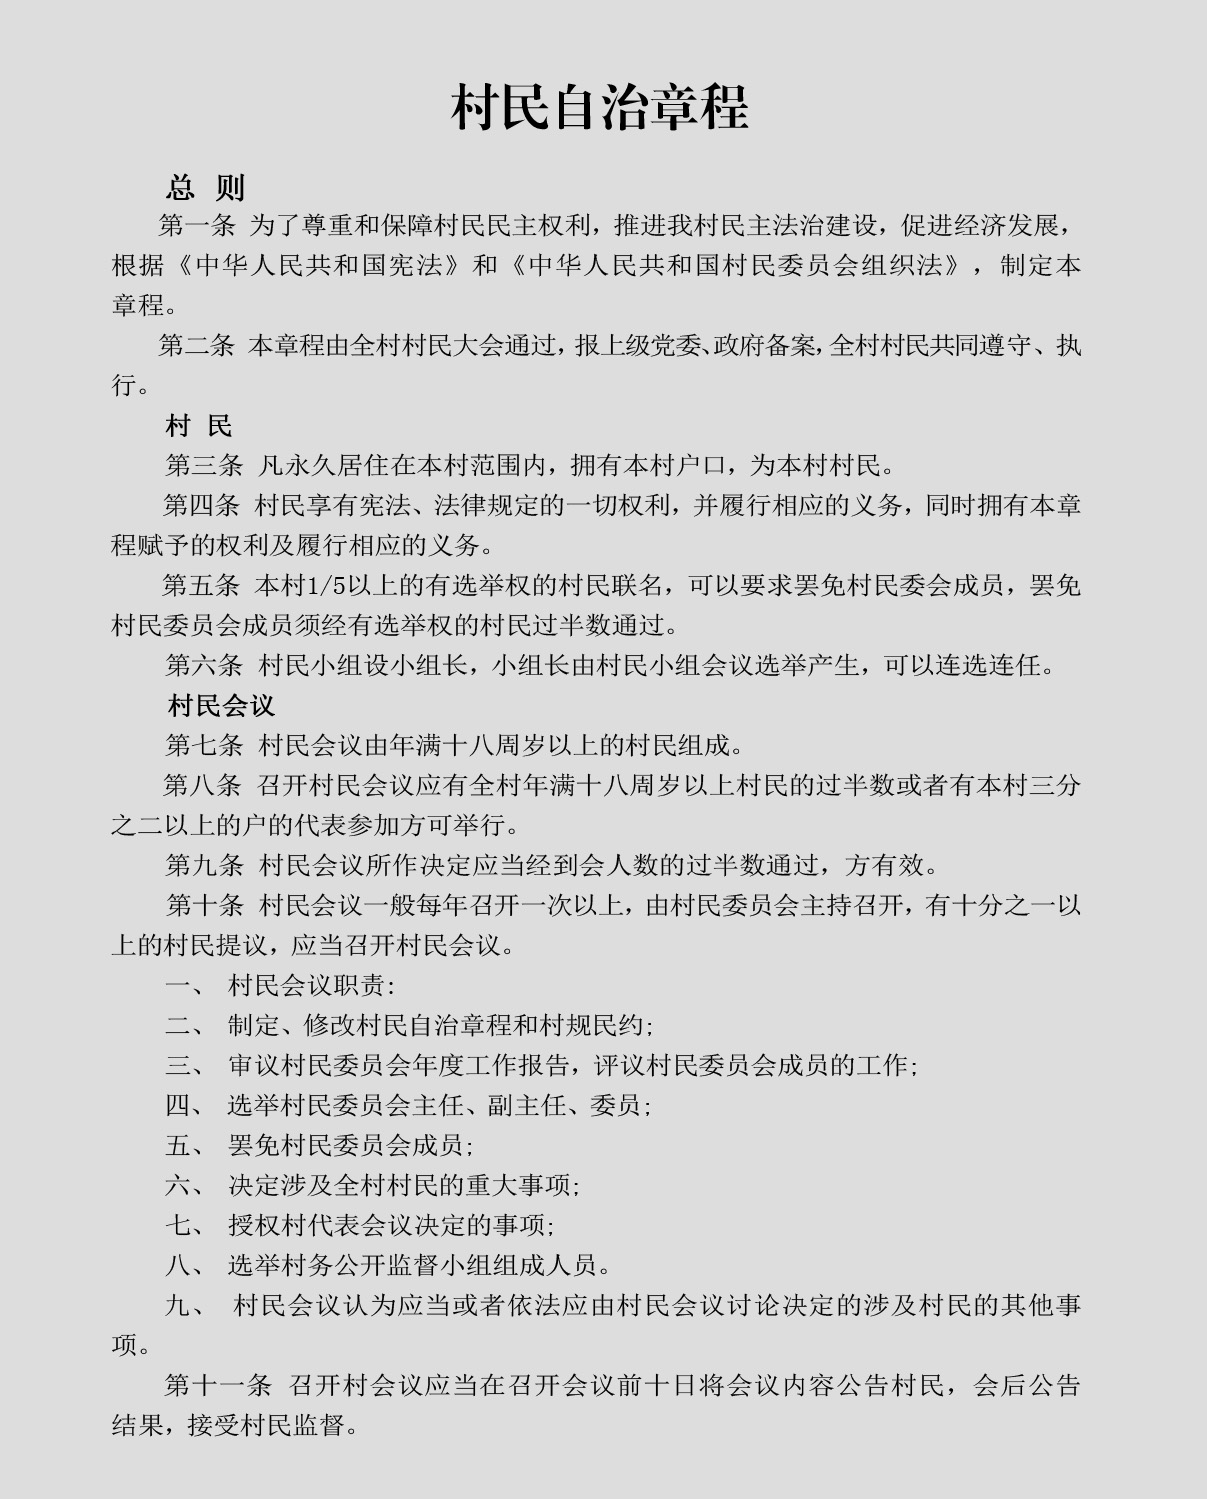 村民自治章程
总 则
第一条 为了尊重和保障村民民主权利，推进我村民主法治建设，促进经济发展，
根据《中华人民共和国宪法》和《中华人民共和国村民委员会组织法》，制定本
章程。
第二条 本章程由全村村民大会通过，报上级党委、政府备案，全村村民共同遵守、执
行。
村 民
第三条 凡永久居住在本村范围内，拥有本村户口，为本村村民。
第四条 村民享有宪法、法律规定的一切权利，并履行相应的义务，同时拥有本章
程赋予的权利及履行相应的义务。
第五条 本村1/5以上的有选举权的村民联名，可以要求罢免村民委会成员，罢免
村民委员会成员须经有选举权的村民过半数通过。
第六条 村民小组设小组长，小组长由村民小组会议选举产生，可以连选连任。
村民会议
第七条 村民会议由年满十八周岁以上的村民组成。
第八条 召开村民会议应有全村年满十八周岁以上村民的过半数或者有本村三分
之二以上的户的代表参加方可举行。
第九条 村民会议所作决定应当经到会人数的过半数通过，方有效。
第十条 村民会议一般每年召开一次以上，由村民委员会主持召开，有十分之一以
上的村民提议，应当召开村民会议。
一、 村民会议职责:
二、 制定、修改村民自治章程和村规民约;
三、 审议村民委员会年度工作报告，评议村民委员会成员的工作;
四、 选举村民委员会主任、副主任、委员;
五、 罢免村民委员会成员;
六、 决定涉及全村村民的重大事项;
七、 授权村代表会议决定的事项;
八、 选举村务公开监督小组组成人员。
九、 村民会议认为应当或者依法应由村民会议讨论决定的涉及村民的其他事
项。
第十一条 召开村会议应当在召开会议前十日将会议内容公告村民，会后公告
结果，接受村民监督。